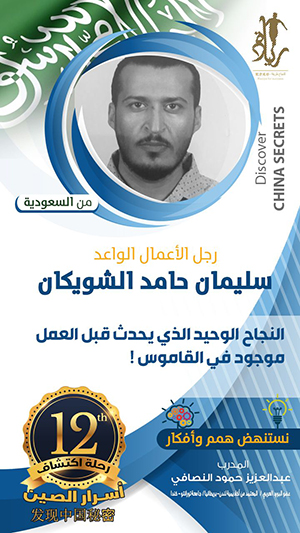 ريادة
Discover
CHINA SECRETS
من السعودية
رجل الأعمال الواعد
سليمان حامد الشويكان
النجاح الوحيد الذي يحدث قبل العمل
موجود في القاموس !
12th
رحلة اكتشاف
أسرار الصين
发现中国秘密
نستنهض همم وأفكار
المدرب
عبدالعزيز حمود النصافي